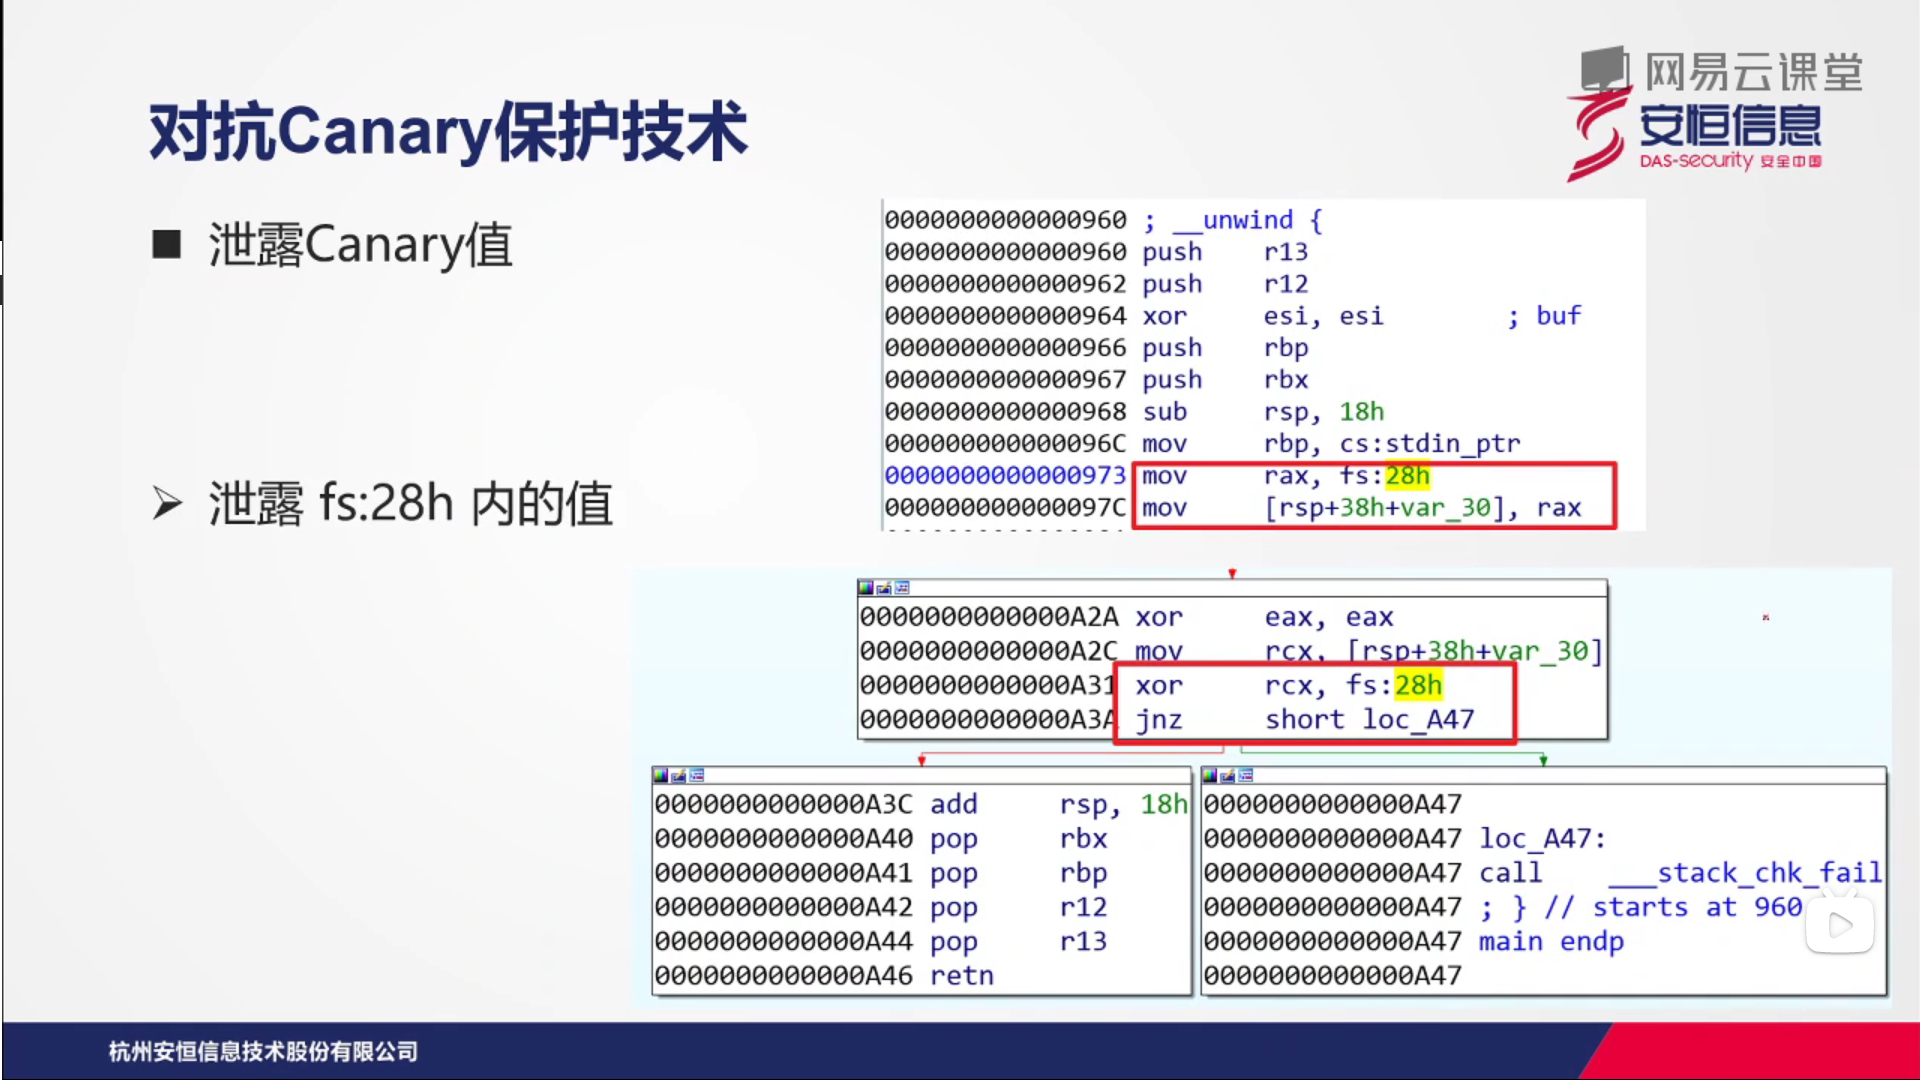 网易云课堂
安恒信息
DAS-security 安全中国
对抗Canary保护技术
■ 泄露Canary值
➢ 泄露 fs:28h 内的值
0000000000000960 ; __unwind {
0000000000000960 push r13
0000000000000962 push r12
0000000000000964 xor esi, esi ; buf
0000000000000966 push rbp
0000000000000967 push rbx
0000000000000968 sub rsp, 18h
000000000000096C mov rbp, cs:stdin_ptr
0000000000000973 mov rax, fs:28h
000000000000097C mov [rsp+38h+var_30], rax
0000000000000A2A xor eax, eax
0000000000000A2C mov rcx, [rsp+38h+var_30]
0000000000000A31 xor rcx, fs:28h
0000000000000A3A jnz short loc_A47
0000000000000A3C add rsp, 18h
0000000000000A40 pop rbx
0000000000000A41 pop rbp
0000000000000A42 pop r12
0000000000000A44 pop r13
0000000000000A46 retn
0000000000000A47
0000000000000A47 loc_A47:
0000000000000A47 call ___stack_chk_fail
0000000000000A47 ; } // starts at 960
0000000000000A47 main endp
0000000000000A47
杭州安恒信息技术股份有限公司